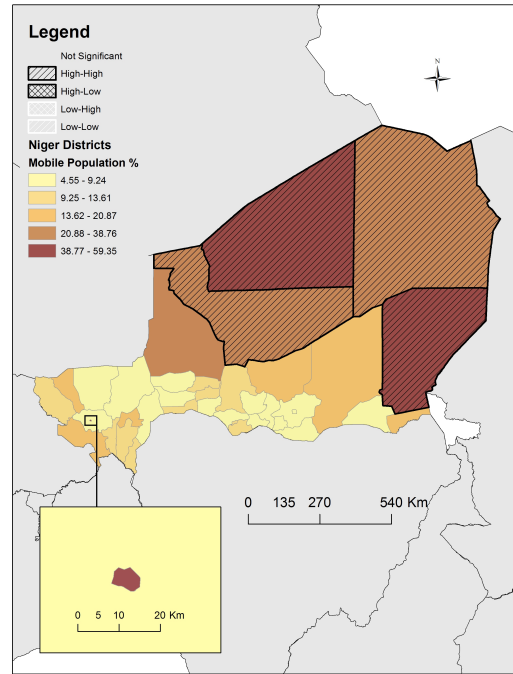 Legend
Not Significant
High-High
High-Low
Low-High
Low-Low
Niger Districts
Mobile Population %
4.55 - 9.24
9.25 - 13.61
13.62 - 20.87
20.88 - 38.76
38.77 - 59.35
N
0 135 270 540 Km
0 5 10 20 Km